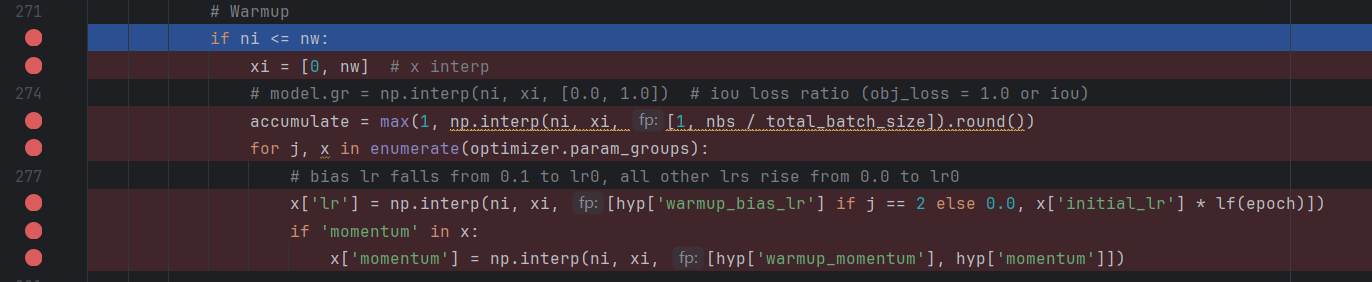 271 # Warmup
if ni <= nw:
xi = [0, nw]  # x interp
274 # model.gr = np.interp(ni, xi, [0.0, 1.0])  # iou loss ratio (obj_loss = 1.0 or iou)
accumulate = max(1, np.interp(ni, xi, fp: [1, nbs / total_batch_size]).round())
for j, x in enumerate(optimizer.param_groups):
277 # bias lr falls from 0.1 to lr0, all other lrs rise from 0.0 to lr0
x['lr'] = np.interp(ni, xi, fp: [hyp['warmup_bias_lr'] if j == 2 else 0.0, x['initial_lr'] * lf(epoch)])
if 'momentum' in x:
x['momentum'] = np.interp(ni, xi, fp: [hyp['warmup_momentum'], hyp['momentum']])